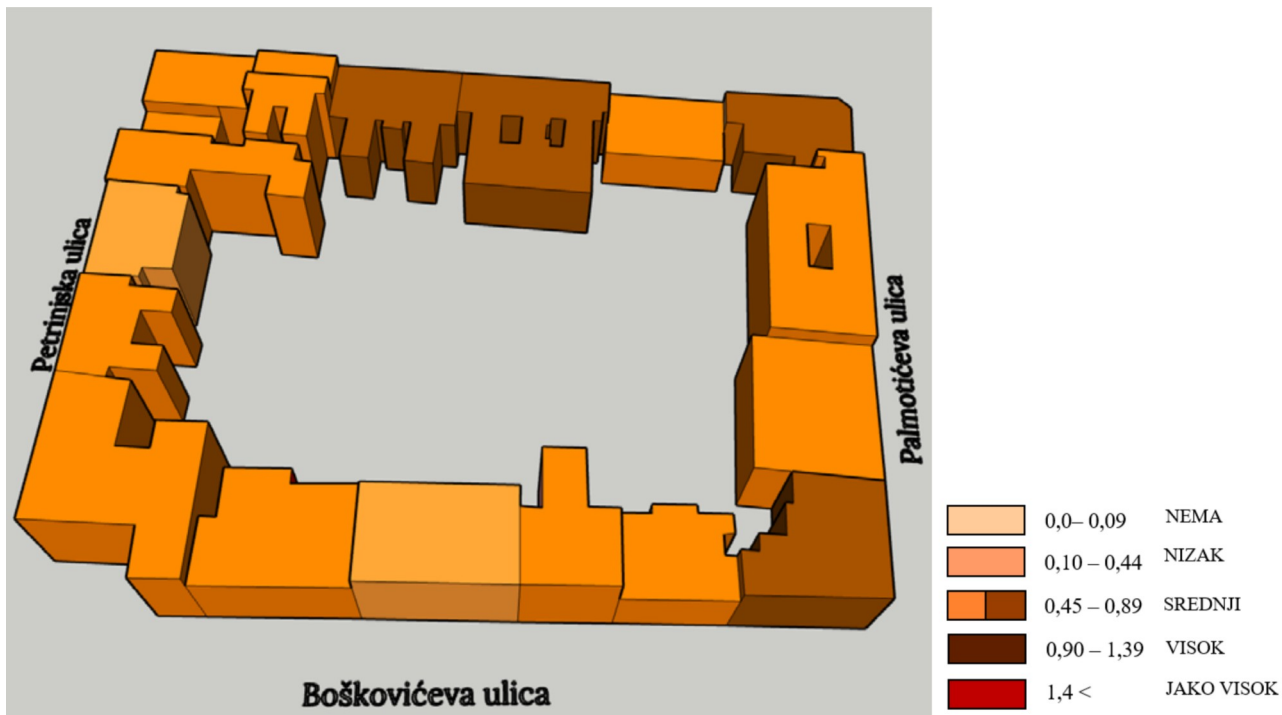 Petriniska ulica
Palmotićeva ulica
Boškovićeva ulica
0,0– 0,09 NEMA
0,10 – 0,44 NIZAK
0,45 – 0,89 SREDNJI
0,90 – 1,39 VISOK
1,4 < JAKO VISOK